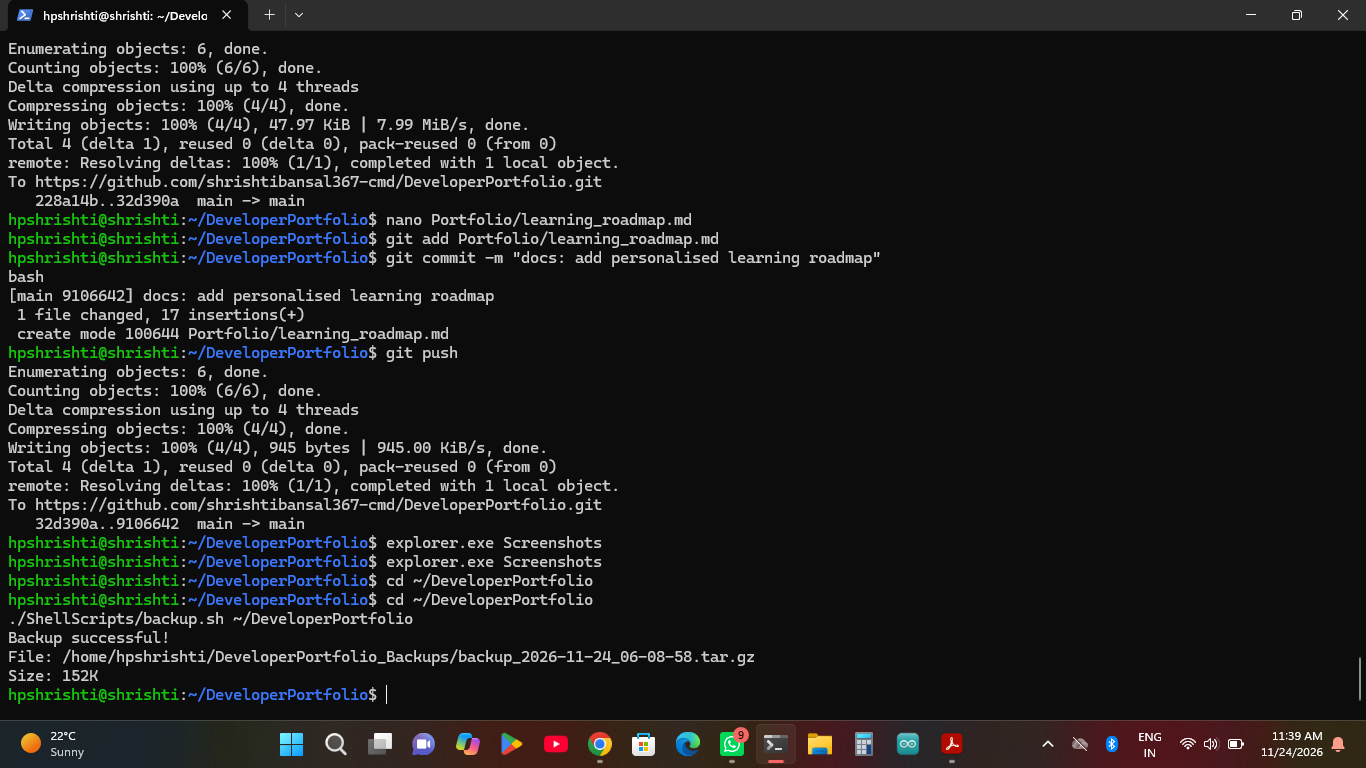 hpshrishti@shrishti: ~/Develo
Enumerating objects: 6, done.
Counting objects: 100% (6/6), done.
Delta compression using up to 4 threads
Compressing objects: 100% (4/4), done.
Writing objects: 100% (4/4), 47.97 KiB | 7.99 MiB/s, done.
Total 4 (delta 1), reused 0 (delta 0), pack-reused 0 (from 0)
remote: Resolving deltas: 100% (1/1), completed with 1 local object.
To https://github.com/shrishtibansal367-cmd/DeveloperPortfolio.git
   228a14b..32d390a  main -> main
hpshrishti@shrishti:~/DeveloperPortfolio$ nano Portfolio/learning_roadmap.md
hpshrishti@shrishti:~/DeveloperPortfolio$ git add Portfolio/learning_roadmap.md
hpshrishti@shrishti:~/DeveloperPortfolio$ git commit -m "docs: add personalised learning roadmap"
bash
[main 9106642] docs: add personalised learning roadmap
 1 file changed, 17 insertions(+)
 create mode 100644 Portfolio/learning_roadmap.md
hpshrishti@shrishti:~/DeveloperPortfolio$ git push
Enumerating objects: 6, done.
Counting objects: 100% (6/6), done.
Delta compression using up to 4 threads
Compressing objects: 100% (4/4), done.
Writing objects: 100% (4/4), 945 bytes | 945.00 KiB/s, done.
Total 4 (delta 1), reused 0 (delta 0), pack-reused 0 (from 0)
remote: Resolving deltas: 100% (1/1), completed with 1 local object.
To https://github.com/shrishtibansal367-cmd/DeveloperPortfolio.git
   32d390a..9106642  main -> main
hpshrishti@shrishti:~/DeveloperPortfolio$ explorer.exe Screenshots
hpshrishti@shrishti:~/DeveloperPortfolio$ explorer.exe Screenshots
hpshrishti@shrishti:~/DeveloperPortfolio$ cd ~/DeveloperPortfolio
hpshrishti@shrishti:~/DeveloperPortfolio$ cd ~/DeveloperPortfolio
./ShellScripts/backup.sh ~/DeveloperPortfolio
Backup successful!
File: /home/hpshrishti/DeveloperPortfolio_Backups/backup_2026-11-24_06-08-58.tar.gz
Size: 152K
hpshrishti@shrishti:~/DeveloperPortfolio$
22°C
Sunny
9
ENG
IN
11:39 AM
11/24/2026